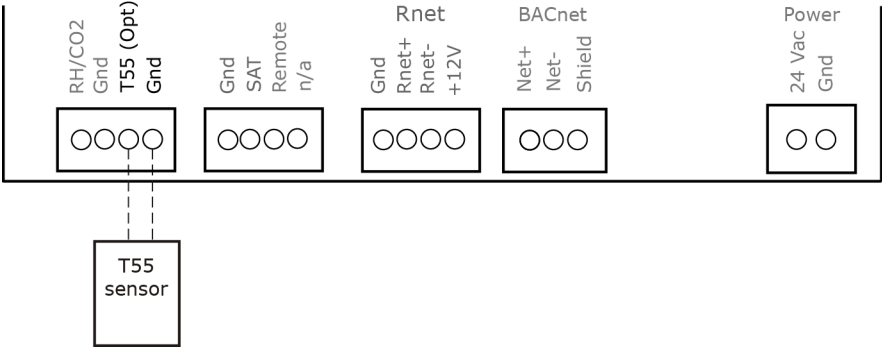 RH/CO2
Gnd
T55 (Opt)
Gnd
Gnd
SAT
Remote
n/a
Rnet
Gnd
Rnet+
Rnet-
+12V
BACnet
Net+
Net-
Shield
Power
24 Vac
Gnd
T55
sensor